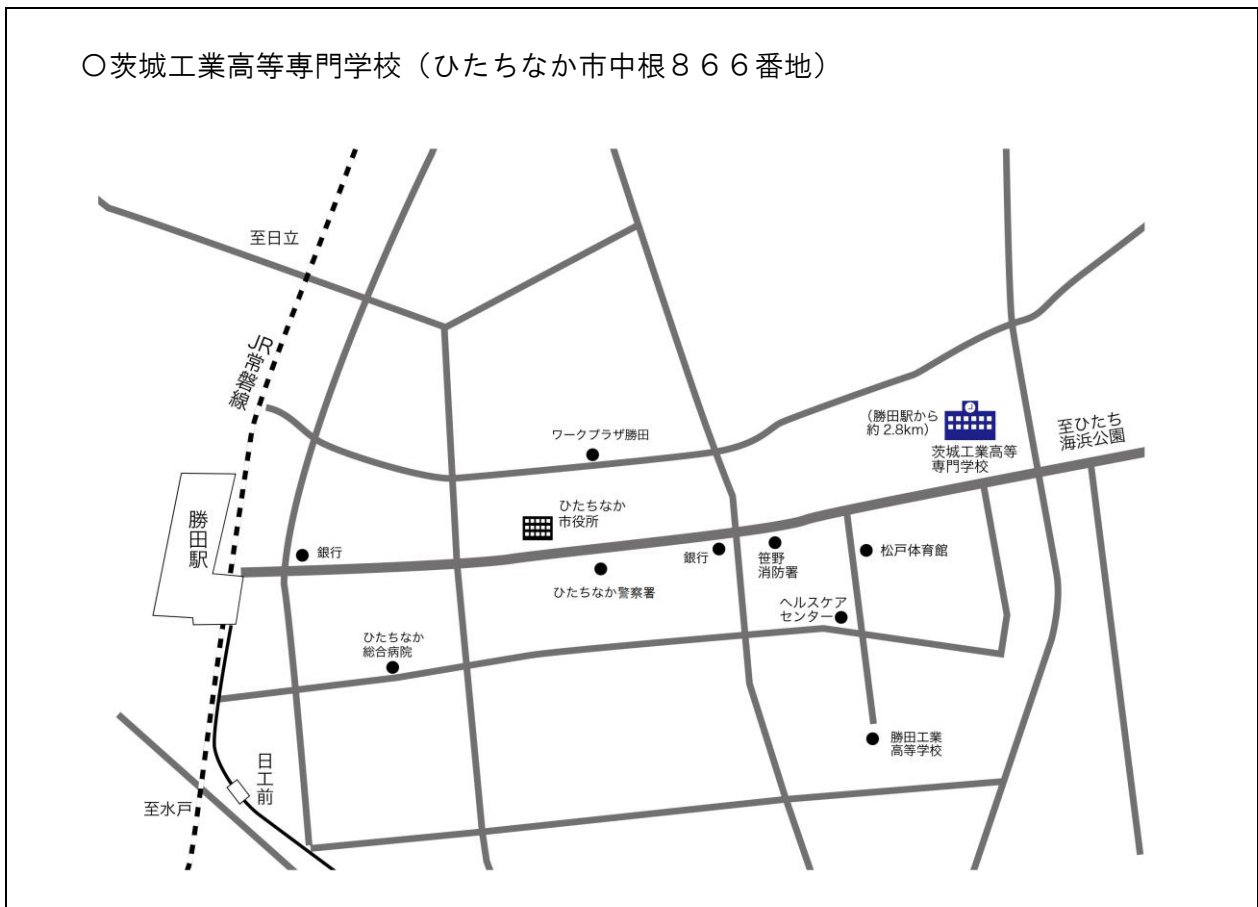 〇茨城工業高等専門学校（ひたちなか市中根８６６番地）
至日立
JR常磐線
ワークプラザ勝田
（勝田駅から
約 2.8km）
茨城工業高等
専門学校
至ひたち
海浜公園
ひたちなか
市役所
勝田駅
銀行
銀行
笹野
消防署
松戸体育館
ひたちなか警察署
ヘルスケア
センター
ひたちなか
総合病院
勝田工業
高等学校
日工前
至水戸